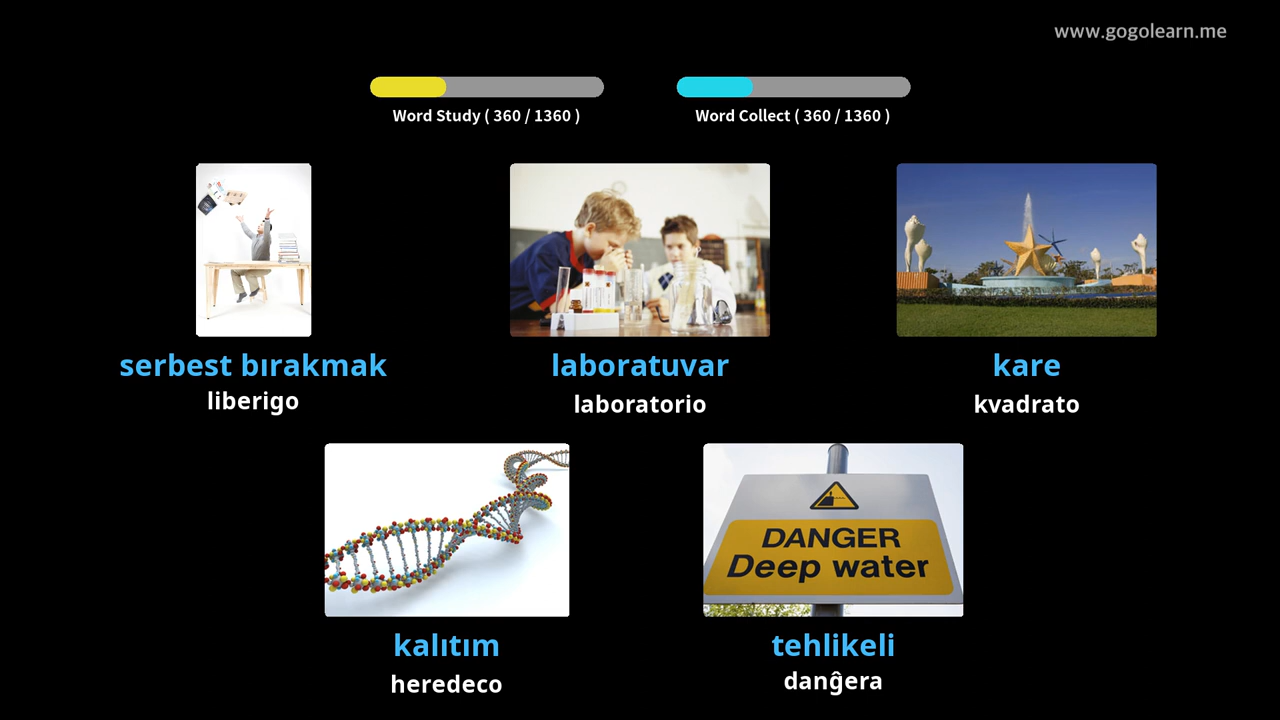 www.gogolearn.me
Word Study ( 360 / 1360 )
Word Collect ( 360 / 1360 )
serbest bırakmak
liberigo
laboratuvar
laboratorio
kare
kvadrato
DANGER
Deep water
kalıtım
heredeco
tehlikeli
danĝera